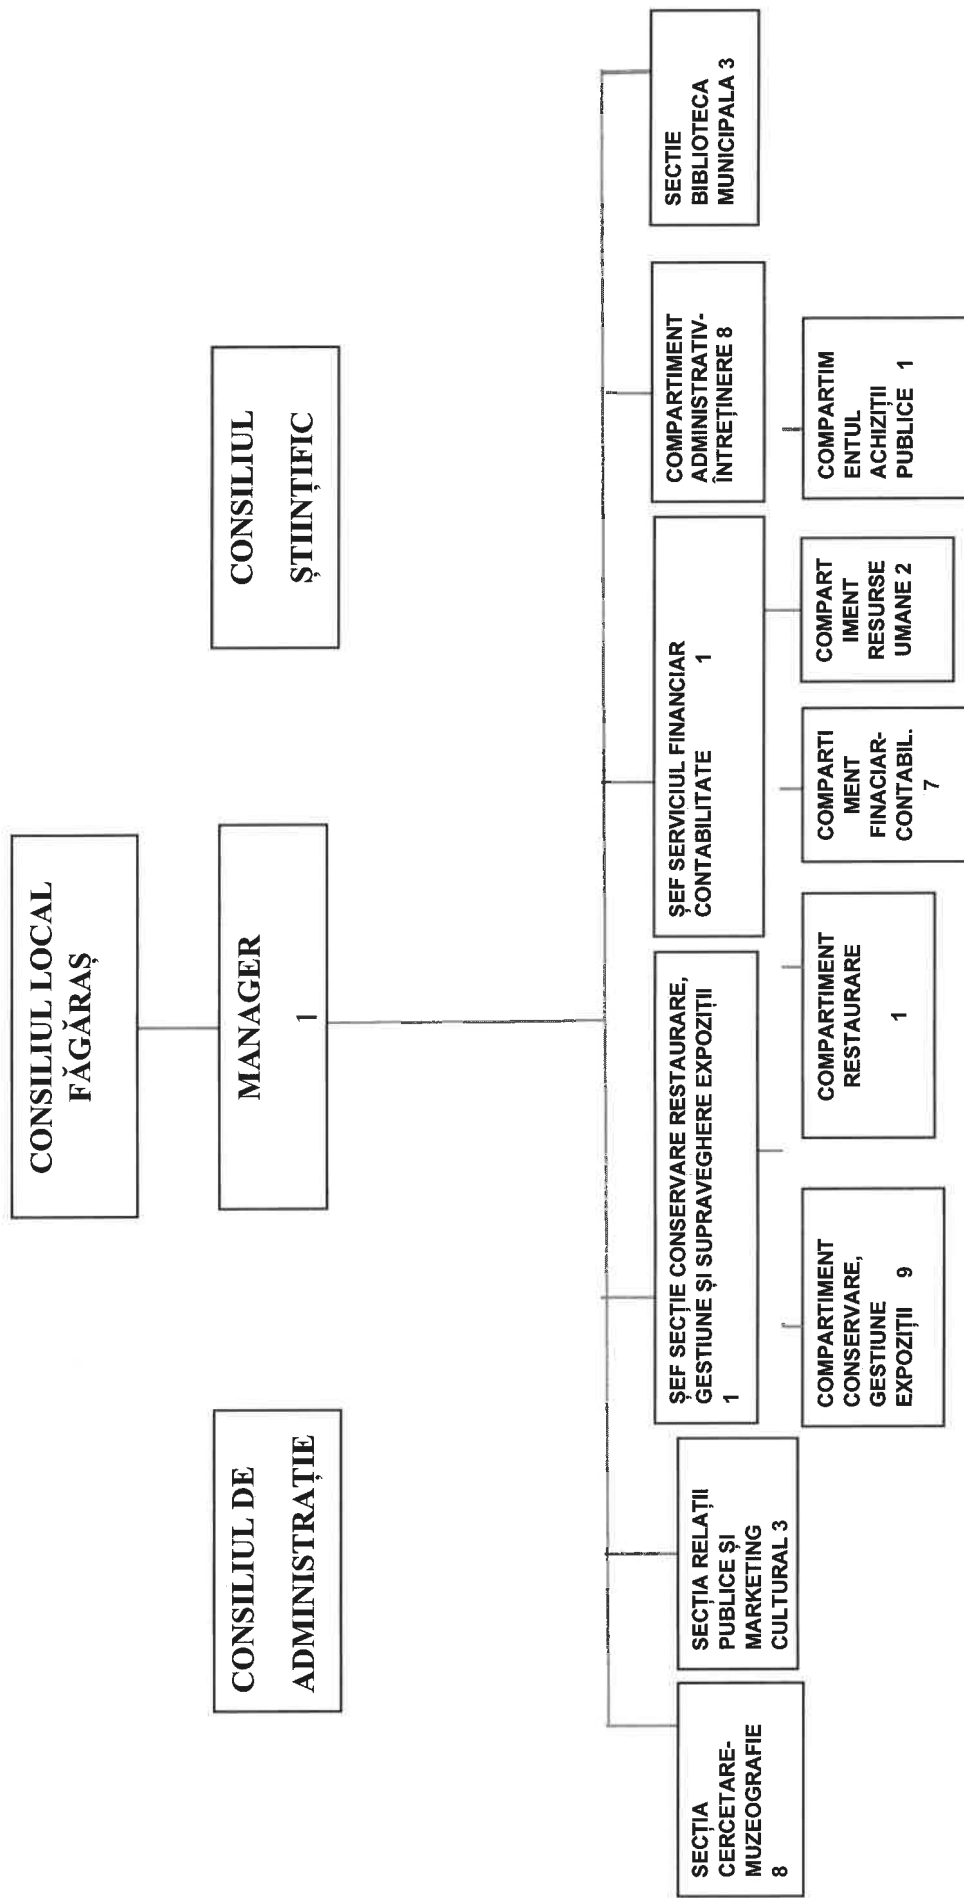 CONSILIUL LOCAL
FĂGĂRAȘ
CONSILIUL DE
ADMINISTRAȚIE
MANAGER
1
CONSILIUL
ȘTIINȚIFIC
SECȚIA
CERCETARE-
MUZEOGRAFIE
8
SECȚIA RELAȚII
PUBLICE ȘI
MARKETING
CULTURAL 3
ȘEF SECȚIE CONSERVARE RESTAURARE,
GESTIUNE ȘI SUPRAVEGHERE EXPOZIȚII
1
ȘEF SERVICIUL FINANCIAR
CONTABILITATE 1
COMPARTIMENT
ADMINISTRATIV-
ÎNTREȚINERE 8
SECTIE
BIBLIOTECA
MUNICIPALA 3
COMPARTIMENT
CONSERVARE,
GESTIUNE
EXPOZIȚII 9
COMPARTIMENT
RESTAURARE
1
COMPARTI
MENT
FINACIAR-
CONTABIL.
7
COMPART
IMENT
RESURSE
UMANE 2
COMPARTIM
ENTUL
ACHIZIȚII
PUBLICE 1